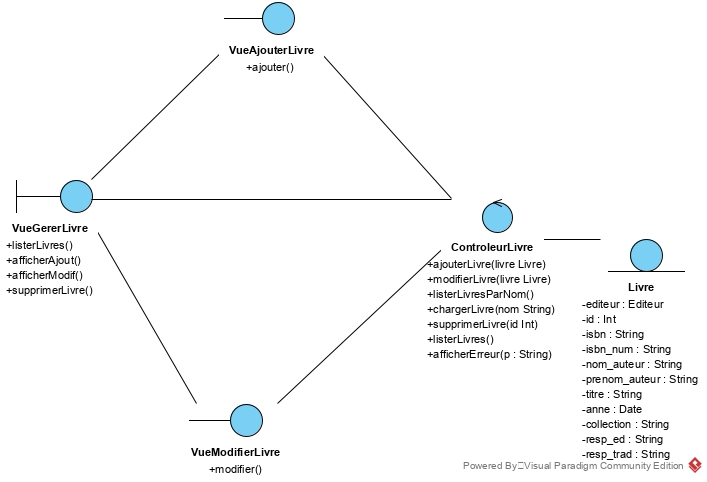 VueAjouterLivre
+ajouter()
VueGererLivre
+listerLivres()
+afficherAjout()
+afficherModif()
+supprimerLivre()
ControleurLivre
+ajouterLivre(livre Livre)
+modifierLivre(livre Livre)
+listerLivresParNom()
+chargerLivre(nom String)
+supprimerLivre(id Int)
+listerLivres()
+afficherErreur(p : String)
Livre
-editeur : Editeur
-id : Int
-isbn : String
-isbn_num : String
-nom_auteur : String
-prenom_auteur : String
-titre : String
-anne : Date
-collection : String
-resp_ed : String
-resp_trad : String
VueModifierLivre
+modifier()
Powered By Visual Paradigm Community Edition